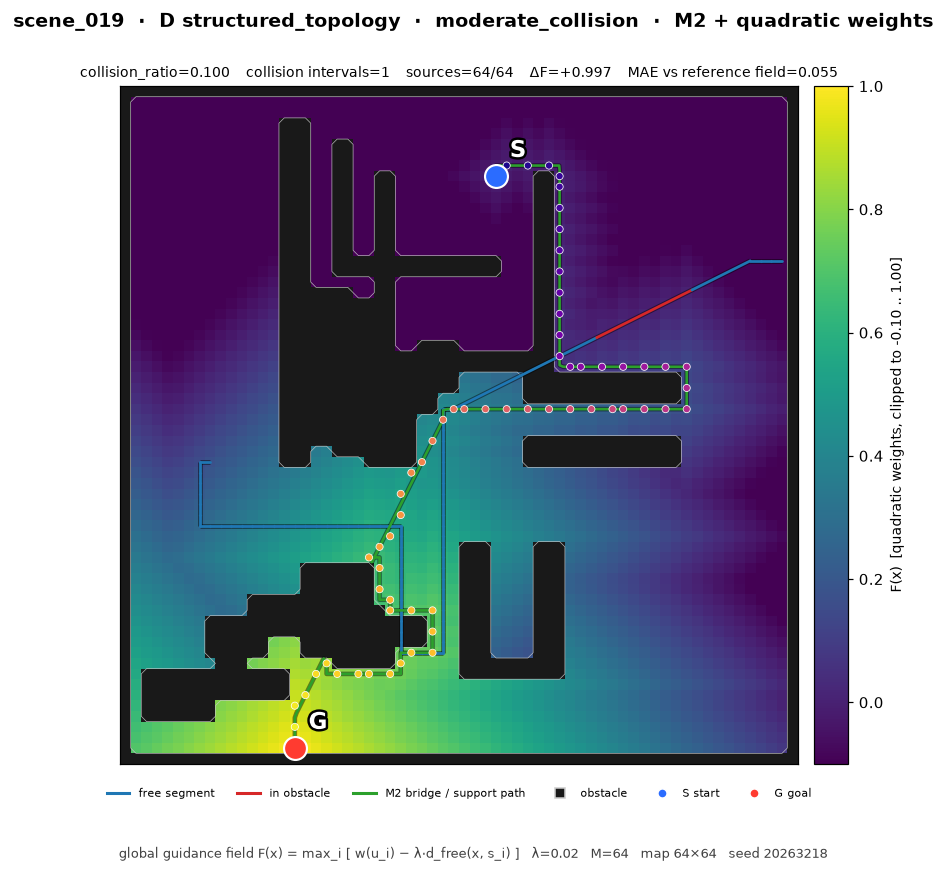 scene_019 · D structured_topology · moderate_collision · M2 + quadratic weights
collision_ratio=0.100 collision intervals=1 sources=64/64 ΔF=+0.997 MAE vs reference field=0.055
S
G
1.0
0.8
0.6
0.4
0.2
0.0
F(x) [quadratic weights, clipped to -0.10 .. 1.00]
free segment
in obstacle
M2 bridge / support path
obstacle
S start
G goal
global guidance field F(x) = max_i [ w(u_i) − λ·d_free(x, s_i) ] λ=0.02 M=64 map 64×64 seed 20263218